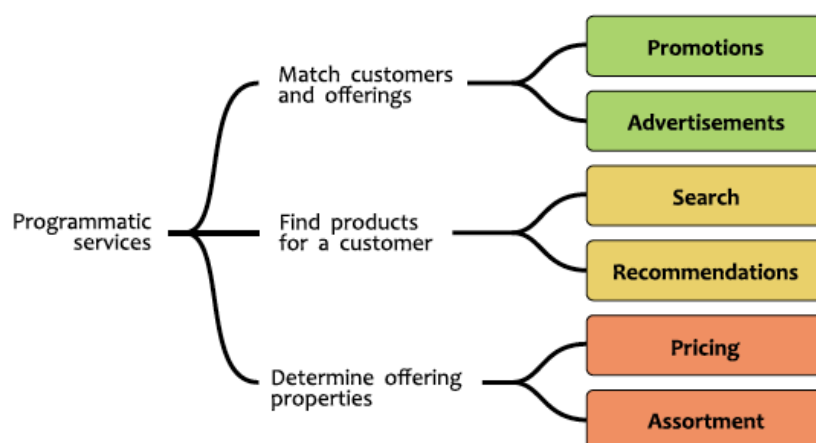 Programmatic
services
Match customers
and offerings
Promotions
Advertisements
Find products
for a customer
Search
Recommendations
Determine offering
properties
Pricing
Assortment